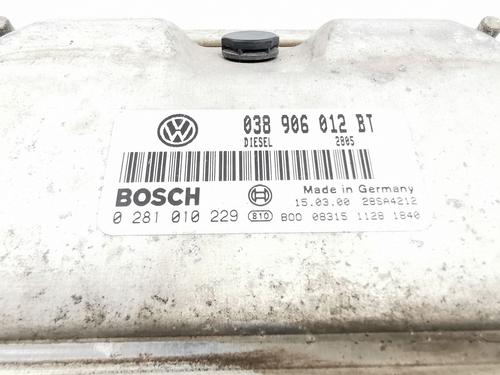 038 906 012 BT
DIESEL 2805
BOSCH
Made in Germany
15.03.00 28SA4212
0 281 010 229 810 B00 08315 1128 1840